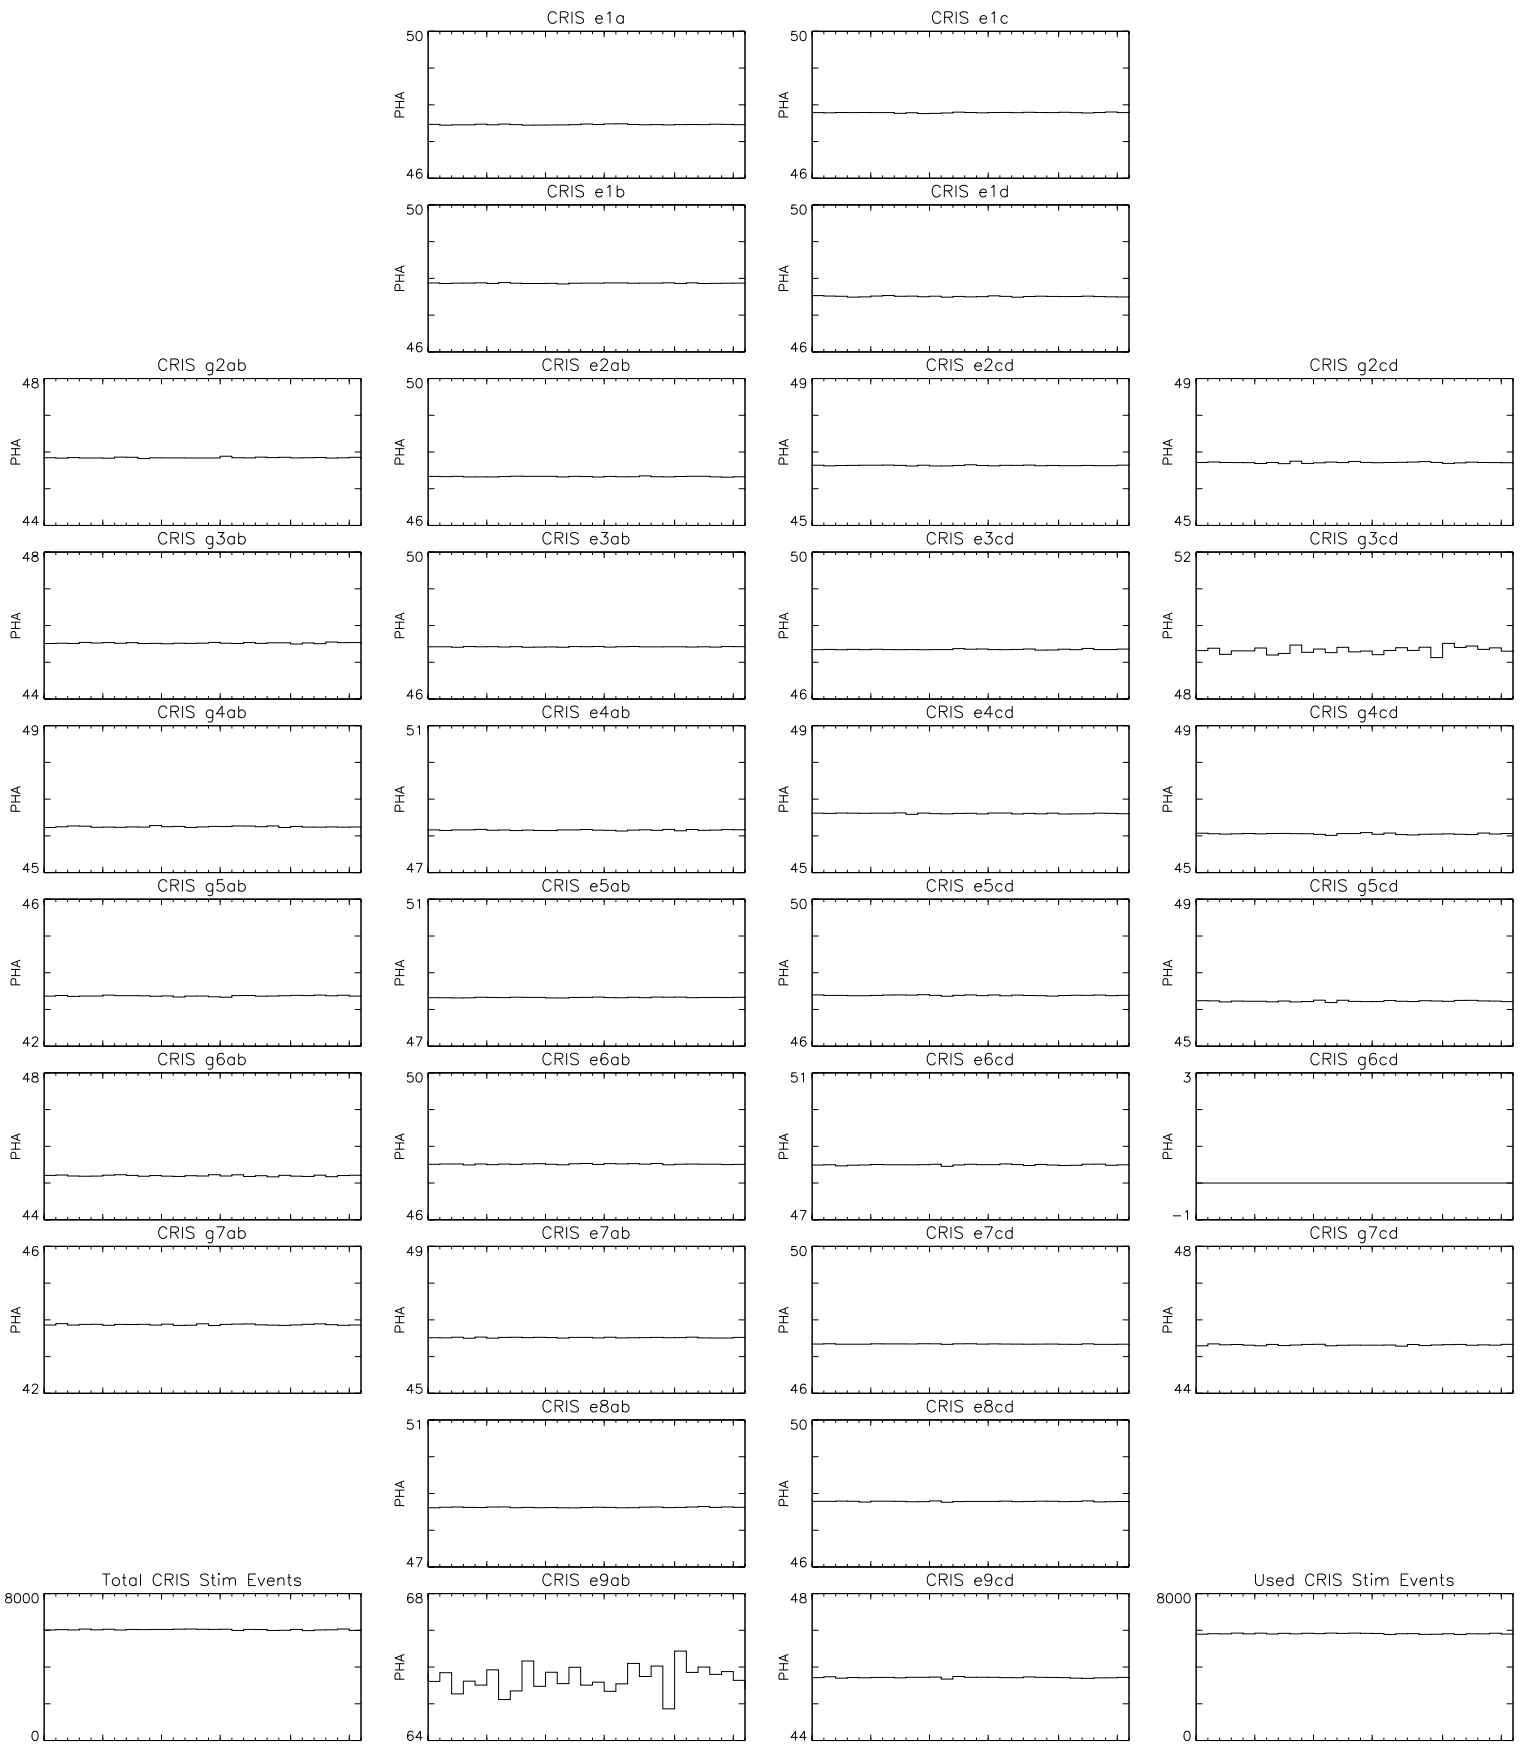 CRIS e1a
50
PHA
46
CRIS e1c
50
PHA
46
CRIS e1b
50
PHA
46
CRIS e1d
50
PHA
46
CRIS g2ab
48
PHA
44
CRIS e2ab
50
PHA
46
CRIS e2cd
49
PHA
45
CRIS g2cd
49
PHA
45
CRIS g3ab
48
PHA
44
CRIS e3ab
50
PHA
46
CRIS e3cd
50
PHA
46
CRIS g3cd
52
PHA
48
CRIS g4ab
49
PHA
45
CRIS e4ab
51
PHA
47
CRIS e4cd
49
PHA
45
CRIS g4cd
49
PHA
45
CRIS g5ab
46
PHA
42
CRIS e5ab
51
PHA
47
CRIS e5cd
50
PHA
46
CRIS g5cd
49
PHA
45
CRIS g6ab
48
PHA
44
CRIS e6ab
50
PHA
46
CRIS e6cd
51
PHA
47
CRIS g6cd
3
PHA
-1
CRIS g7ab
46
PHA
42
CRIS e7ab
49
PHA
45
CRIS e7cd
50
PHA
46
CRIS g7cd
48
PHA
44
CRIS e8ab
51
PHA
47
CRIS e8cd
50
PHA
46
Total CRIS Stim Events
8000
0
CRIS e9ab
68
PHA
64
CRIS e9cd
48
PHA
44
Used CRIS Stim Events
8000
0